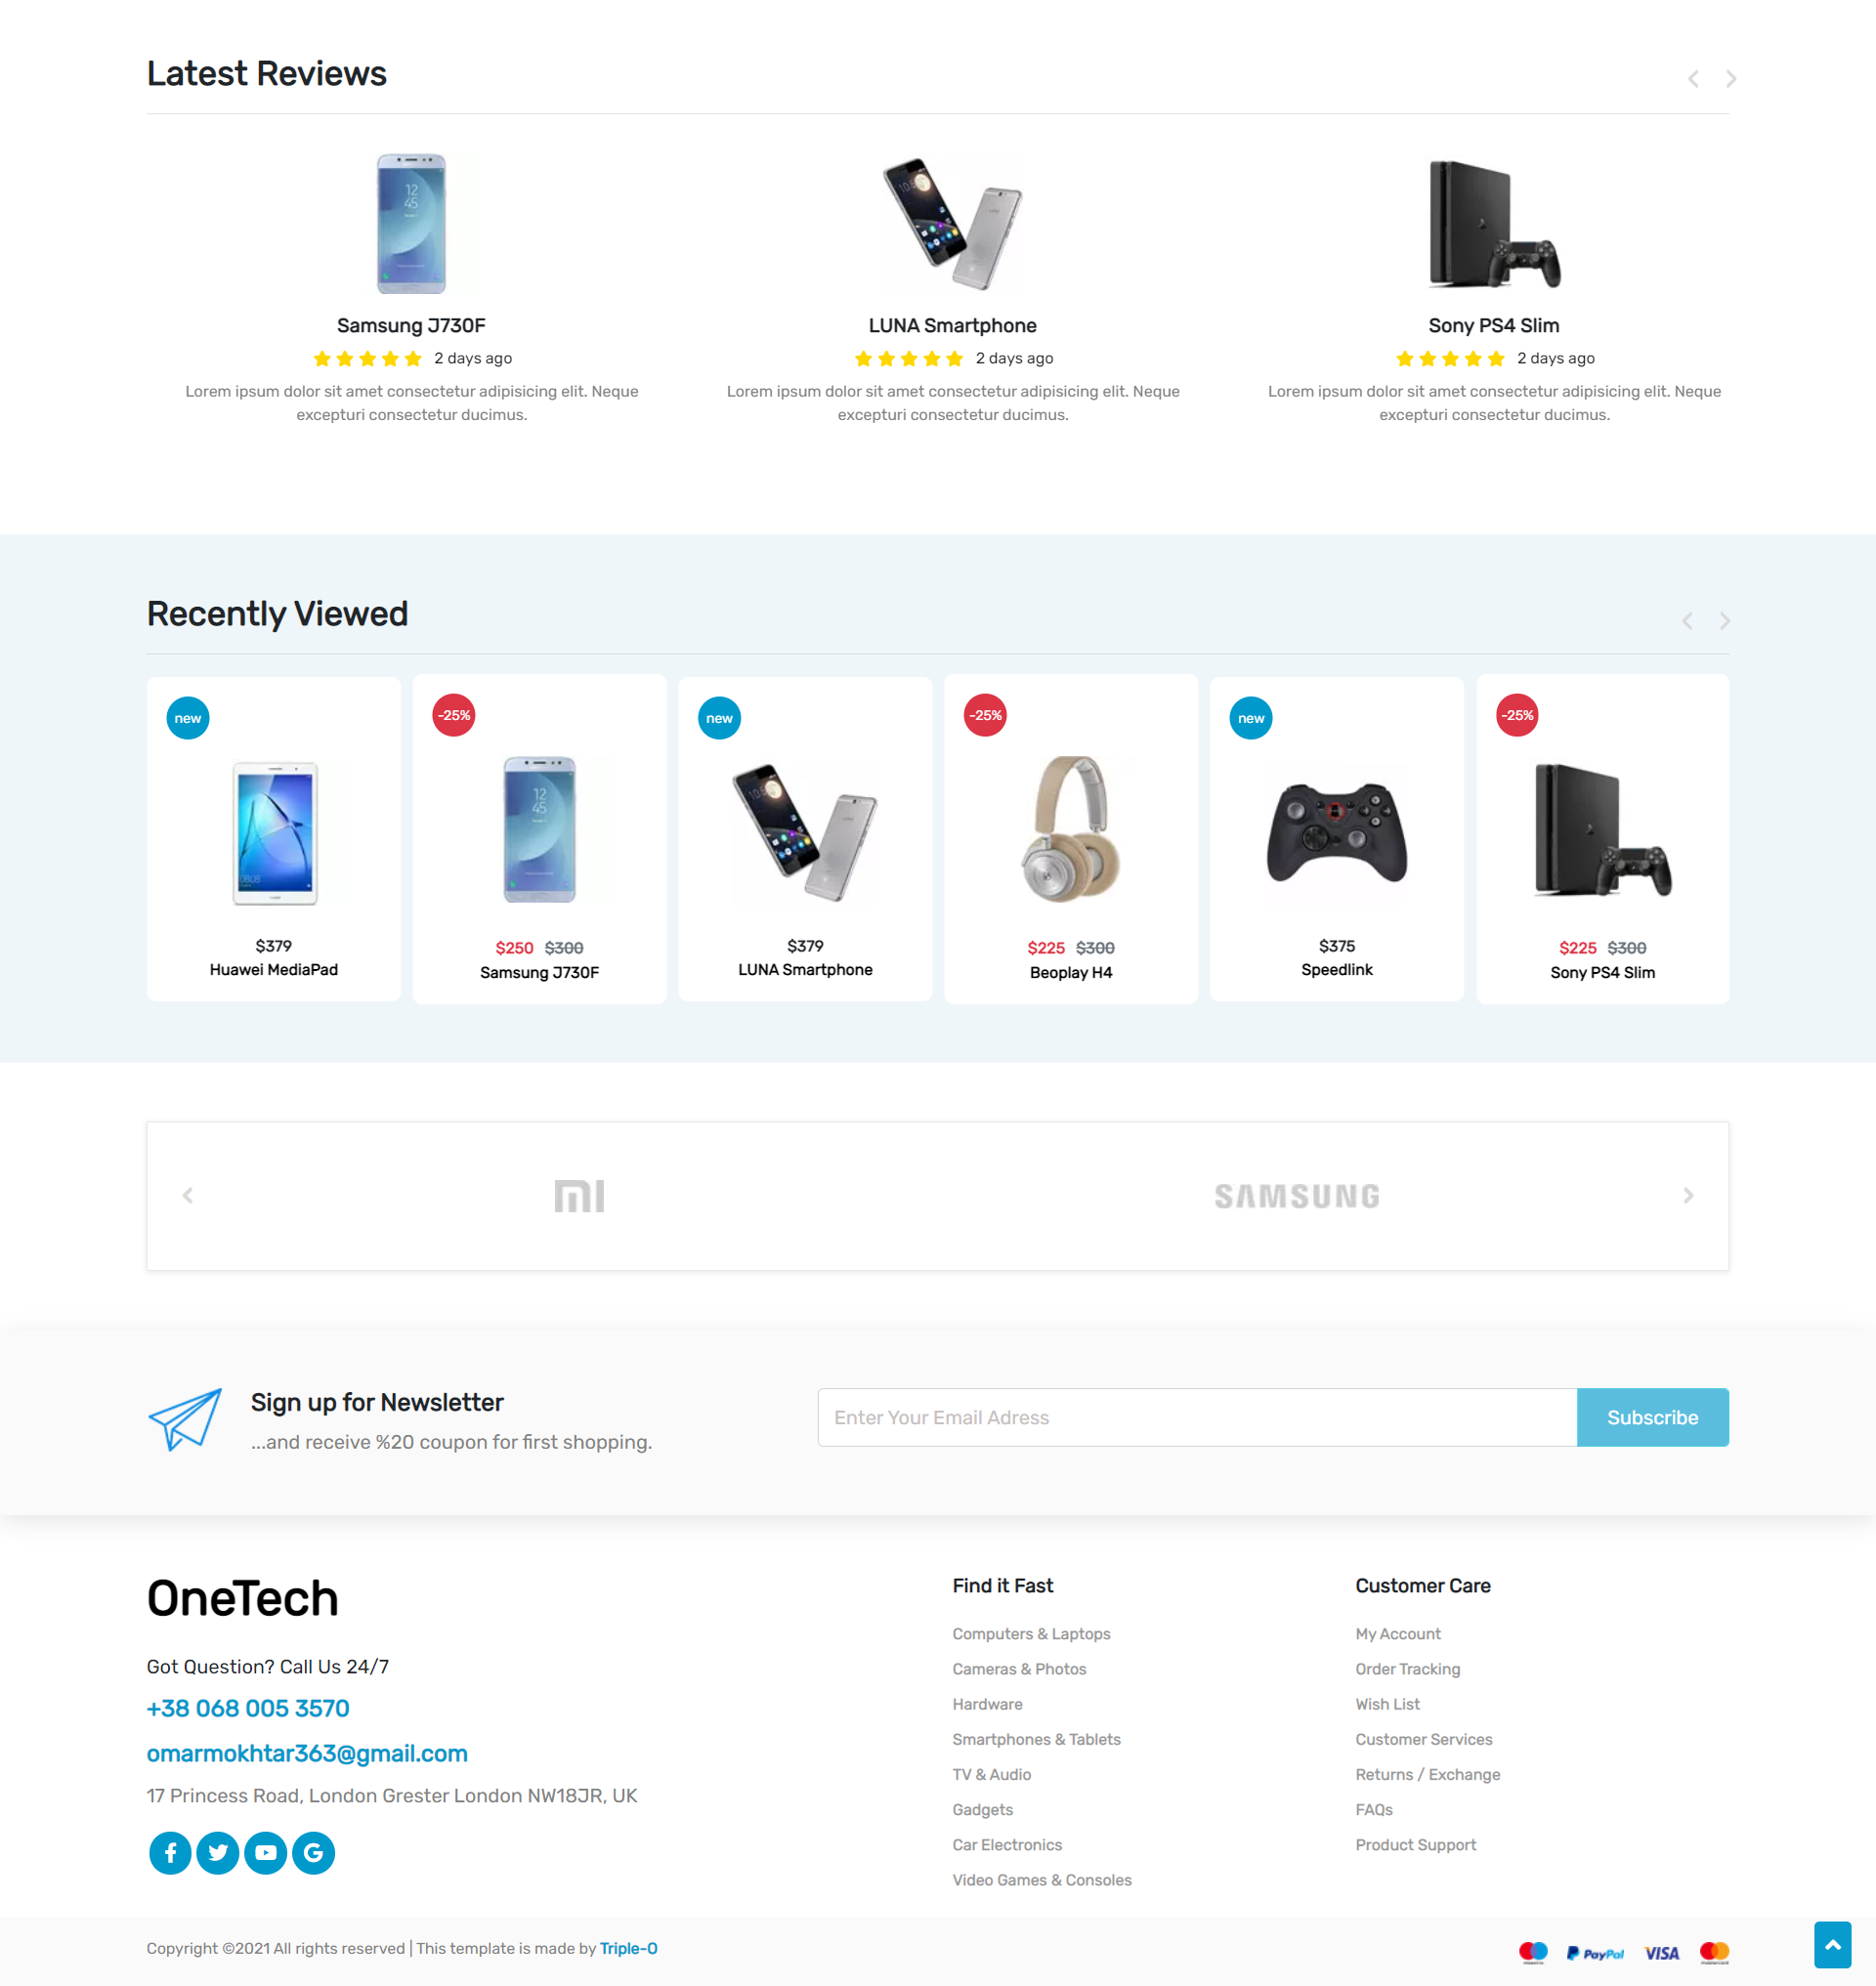 Latest Reviews
Samsung J730F
2 days ago
Lorem ipsum dolor sit amet consectetur adipisicing elit. Neque
excepturi consectetur ducimus.
LUNA Smartphone
2 days ago
Lorem ipsum dolor sit amet consectetur adipisicing elit. Neque
excepturi consectetur ducimus.
Sony PS4 Slim
2 days ago
Lorem ipsum dolor sit amet consectetur adipisicing elit. Neque
excepturi consectetur ducimus.
Recently Viewed
new
$379
Huawei MediaPad
-25%
12
45
$250 $300
Samsung J730F
new
$379
LUNA Smartphone
-25%
$225 $300
Beoplay H4
new
$375
Speedlink
-25%
$225 $300
Sony PS4 Slim
MI
SAMSUNG
Sign up for Newsletter
...and receive %20 coupon for first shopping.
Enter Your Email Adress
Subscribe
OneTech
Got Question? Call Us 24/7
+38 068 005 3570
omarmokhtar363@gmail.com
17 Princess Road, London Grester London NW18JR, UK
Find it Fast
Computers & Laptops
Cameras & Photos
Hardware
Smartphones & Tablets
TV & Audio
Gadgets
Car Electronics
Video Games & Consoles
Customer Care
My Account
Order Tracking
Wish List
Customer Services
Returns / Exchange
FAQs
Product Support
Copyright ©2021 All rights reserved | This template is made by Triple-O
maestro PayPal VISA mastercard